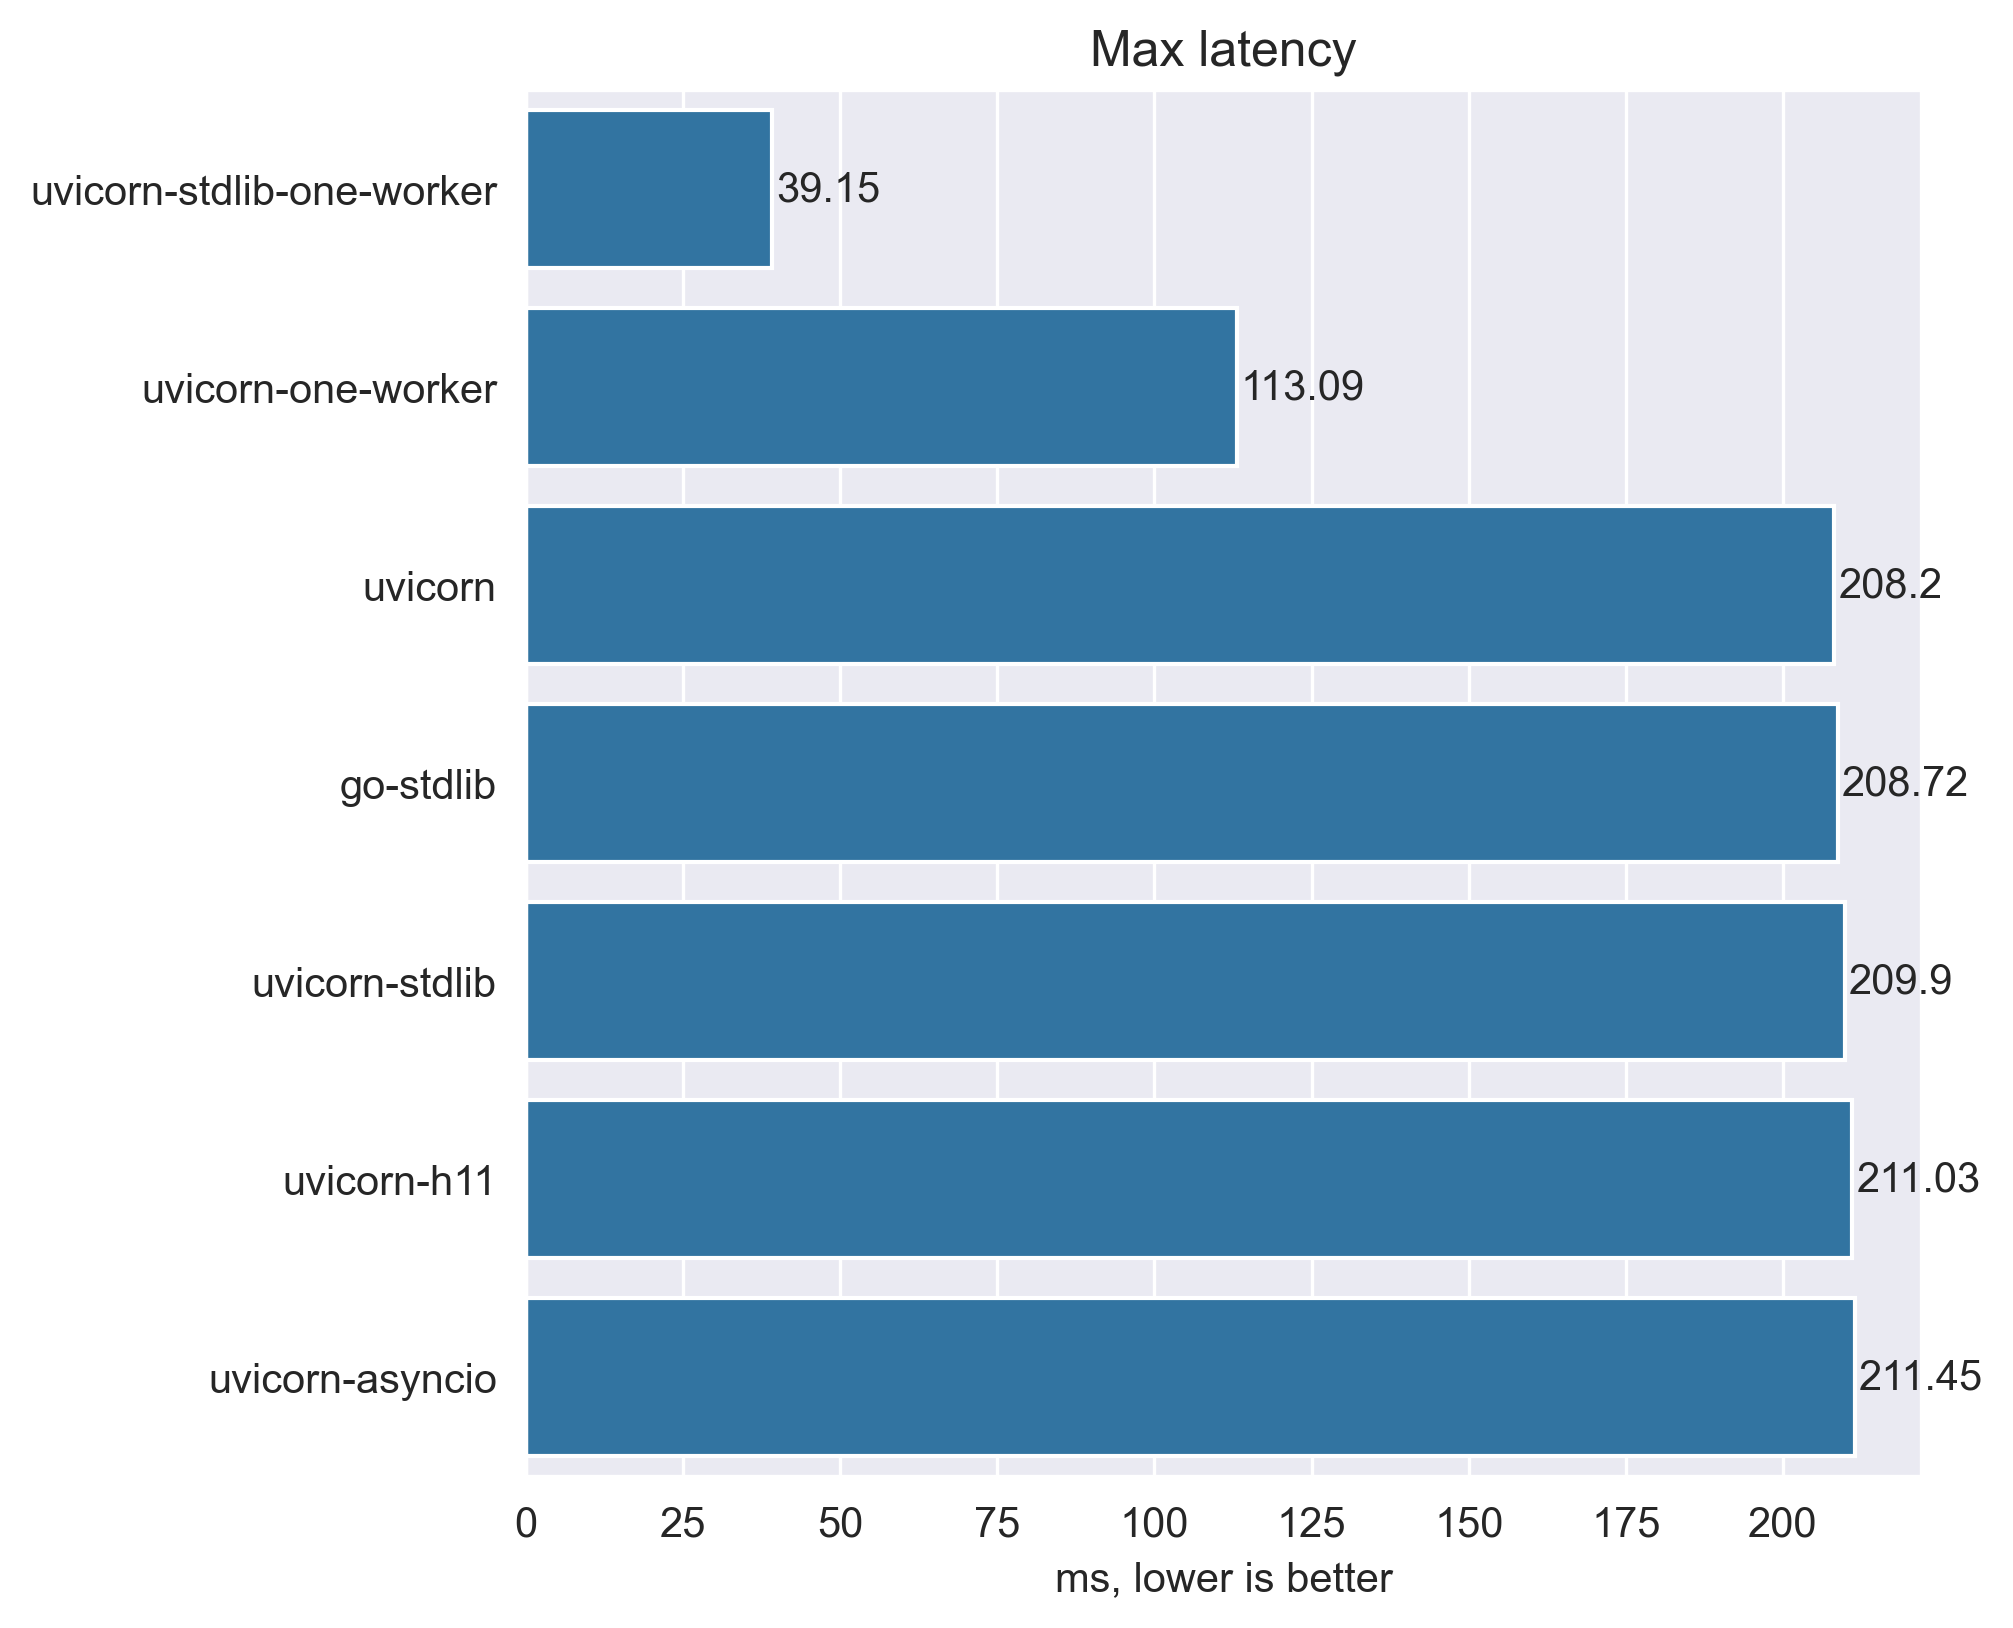 Max latency
uvicorn-stdlib-one-worker
39.15
uvicorn-one-worker
113.09
uvicorn
208.2
go-stdlib
208.72
uvicorn-stdlib
209.9
uvicorn-h11
211.03
uvicorn-asyncio
211.45
0 25 50 75 100 125 150 175 200
ms, lower is better